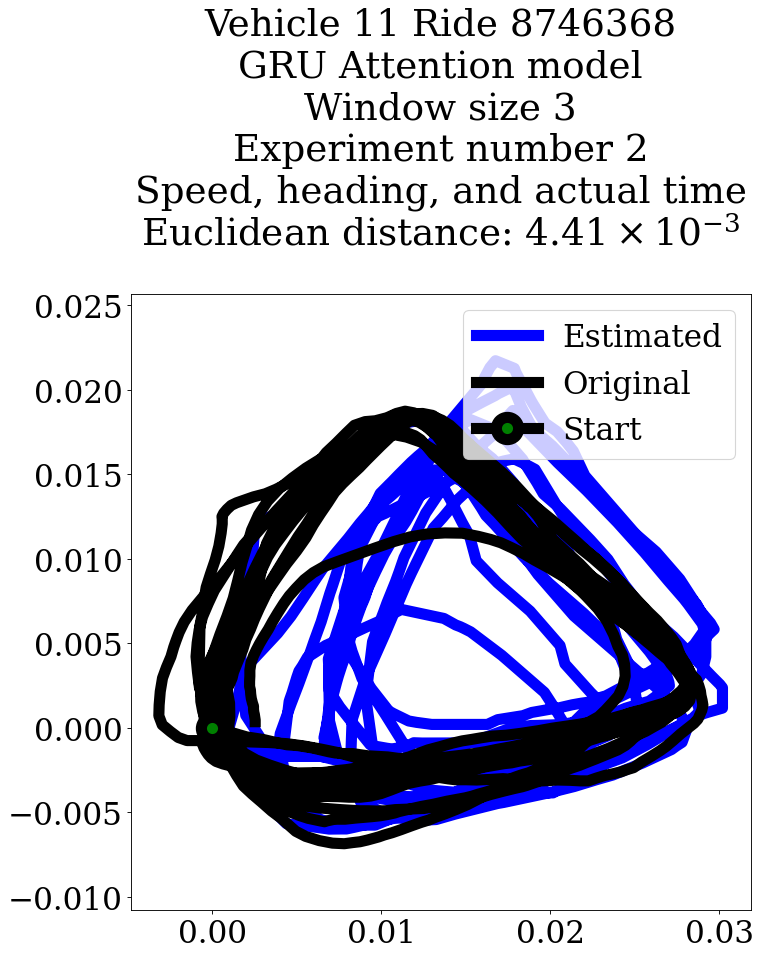 Vehicle 11 Ride 8746368
GRU Attention model
Window size 3
Experiment number 2
Speed, heading, and actual time
Euclidean distance: 4.41 × 10⁻³
0.025
0.020
0.015
0.010
0.005
0.000
−0.005
−0.010
Estimated
Original
Start
0.00 0.01 0.02 0.03